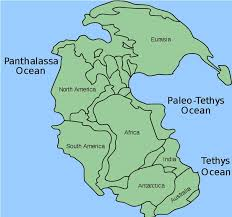 Eurasia
Panthalassa
Ocean
North America
Paleo-Tethys
Ocean
Africa
South America
India
Tethys
Ocean
Antarctica
Australia